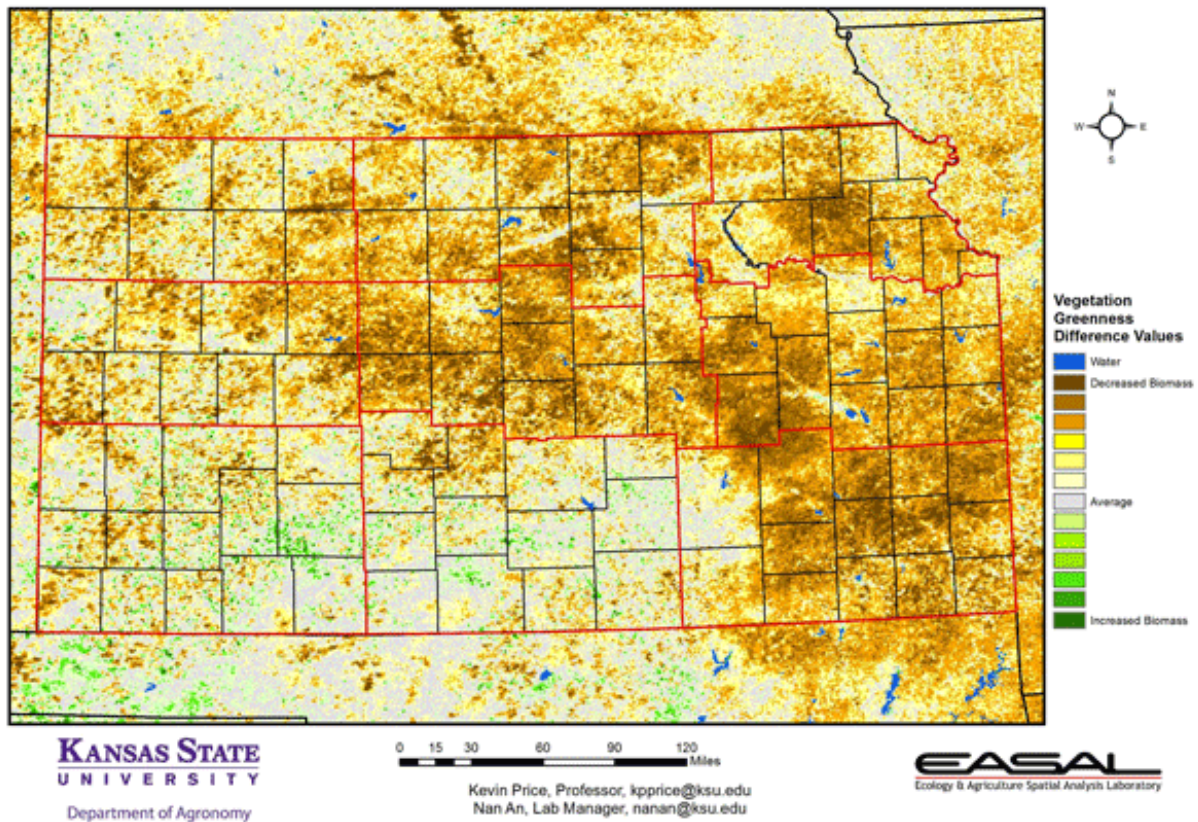 N
W E
S
Vegetation
Greenness
Difference Values
Water
Decreased Biomass
Average
Increased Biomass
KANSAS STATE
UNIVERSITY
Department of Agronomy
0 15 30 60 90 120
Miles
Kevin Price, Professor, kpprice@ksu.edu
Nan An, Lab Manager, nanan@ksu.edu
EASAL
Ecology & Agriculture Spatial Analysis Laboratory